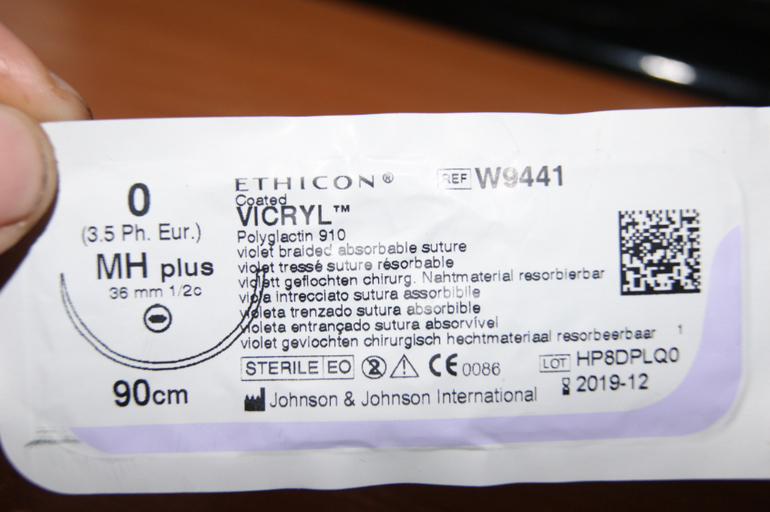 0
(3.5 Ph. Eur.)
MH plus
36 mm 1/2c
90cm
ETHICON®
REF W9441
Coated
VICRYL™
Polyglactin 910
violet braided absorbable suture
violet tressé suture résorbable
violett geflochten chirurg. Nahtmaterial resorbierbar
viola intrecciato sutura assorbibile
violeta trenzado sutura absorbible
violeta entrançado sutura absorvível
violet gevlochten chirurgisch hechtmateriaal resorbeerbaar 1
STERILE EO 2 CE 0086
LOT HP8DPLQ0
2019-12
Johnson & Johnson International